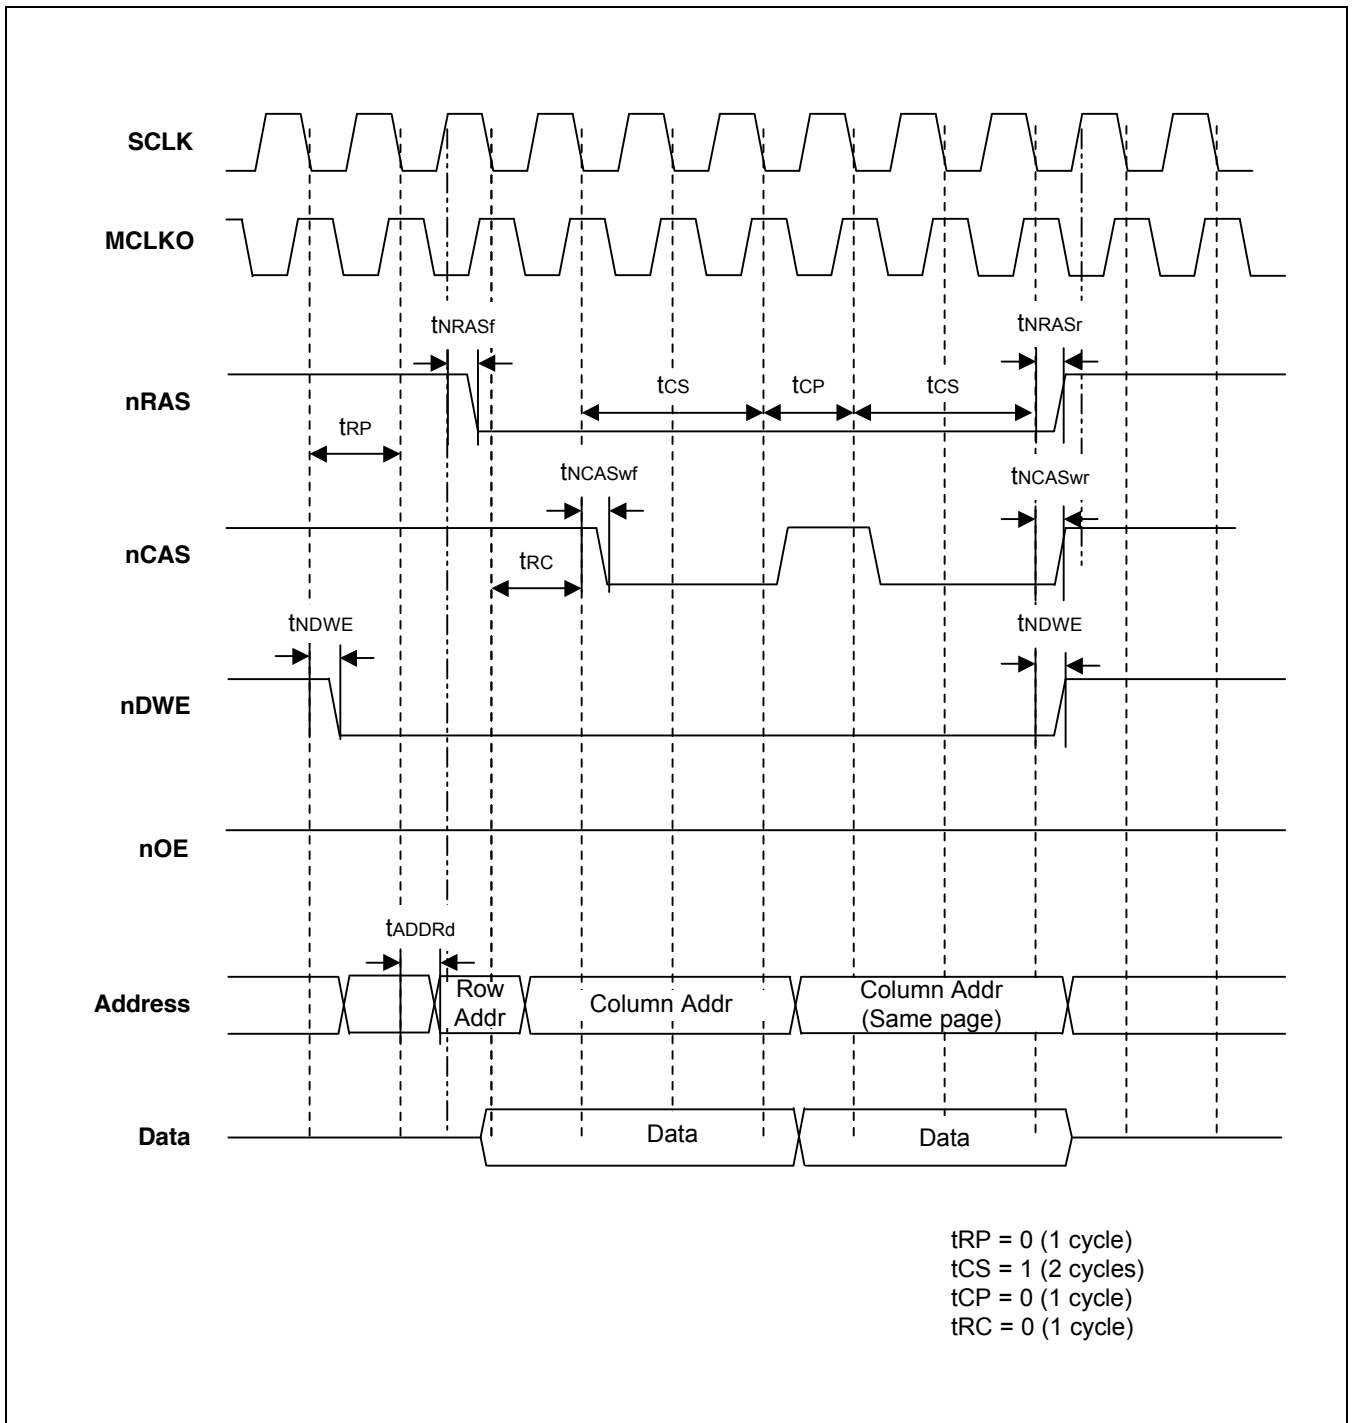 SCLK
MCLKO
tNRASf
tNRASr
nRAS
tCS
tCP
tCS
tRP
tNCASwf
tNCASwr
nCAS
tRC
tNDWE
tNDWE
nDWE
nOE
tADDRd
Address
Row
Addr
Column Addr
Column Addr
(Same page)
Data
Data
Data
tRP = 0 (1 cycle)
tCS = 1 (2 cycles)
tCP = 0 (1 cycle)
tRC = 0 (1 cycle)